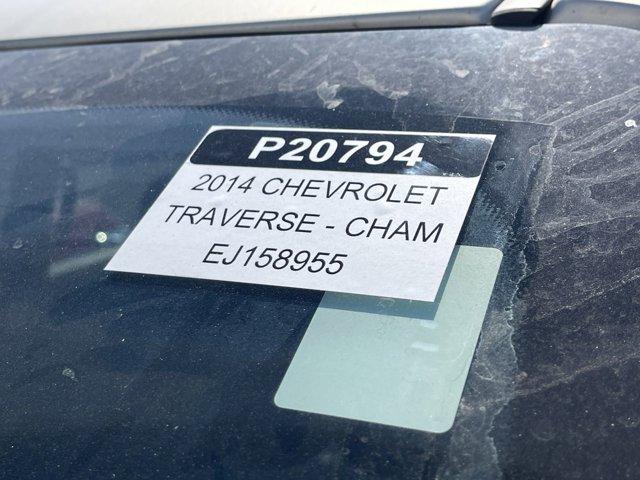 P20794
2014 CHEVROLET
TRAVERSE - CHAM
EJ158955